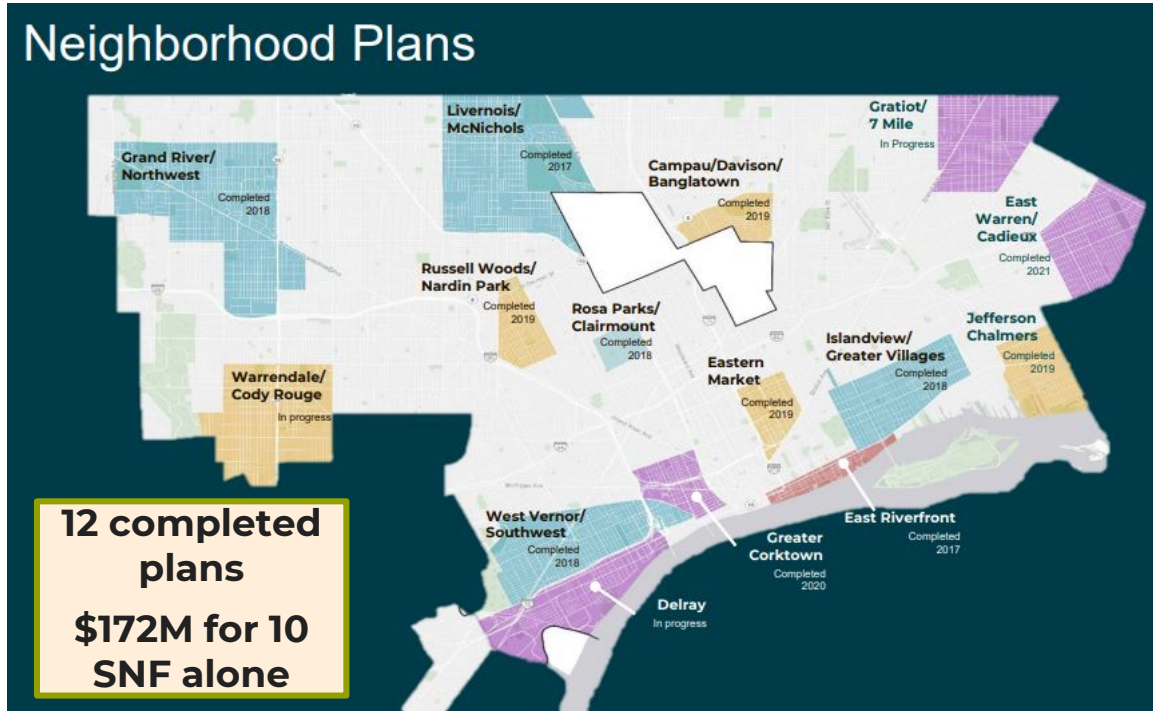 Neighborhood Plans
Livernois/
McNichols
Completed
2017
Gratiot/
7 Mile
In Progress
Grand River/
Northwest
Completed
2018
Campau/Davison/
Banglatown
Completed
2019
East
Warren/
Cadieux
Completed
2021
Russell Woods/
Nardin Park
Completed
2019
Rosa Parks/
Clairmount
Completed
2018
Islandview/
Greater Villages
Completed
2018
Jefferson
Chalmers
Completed
2019
Eastern
Market
Completed
2019
Warrendale/
Cody Rouge
In progress
West Vernor/
Southwest
Completed
2018
East Riverfront
Completed
2017
Greater
Corktown
Completed
2020
Delray
In progress
12 completed
plans
$172M for 10
SNF alone